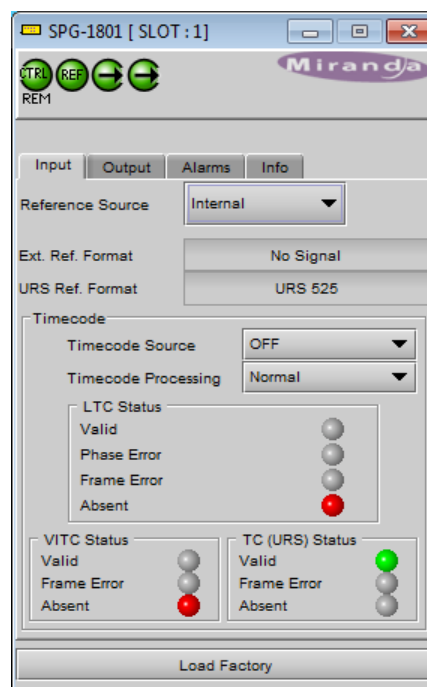 SPG-1801 [ SLOT : 1]
CTRL REF
REM
Miranda
Input Output Alarms Info
Reference Source Internal
Ext. Ref. Format No Signal
URS Ref. Format URS 525
Timecode
Timecode Source OFF
Timecode Processing Normal
LTC Status
Valid
Phase Error
Frame Error
Absent
VITC Status
Valid
Frame Error
Absent
TC (URS) Status
Valid
Frame Error
Absent
Load Factory